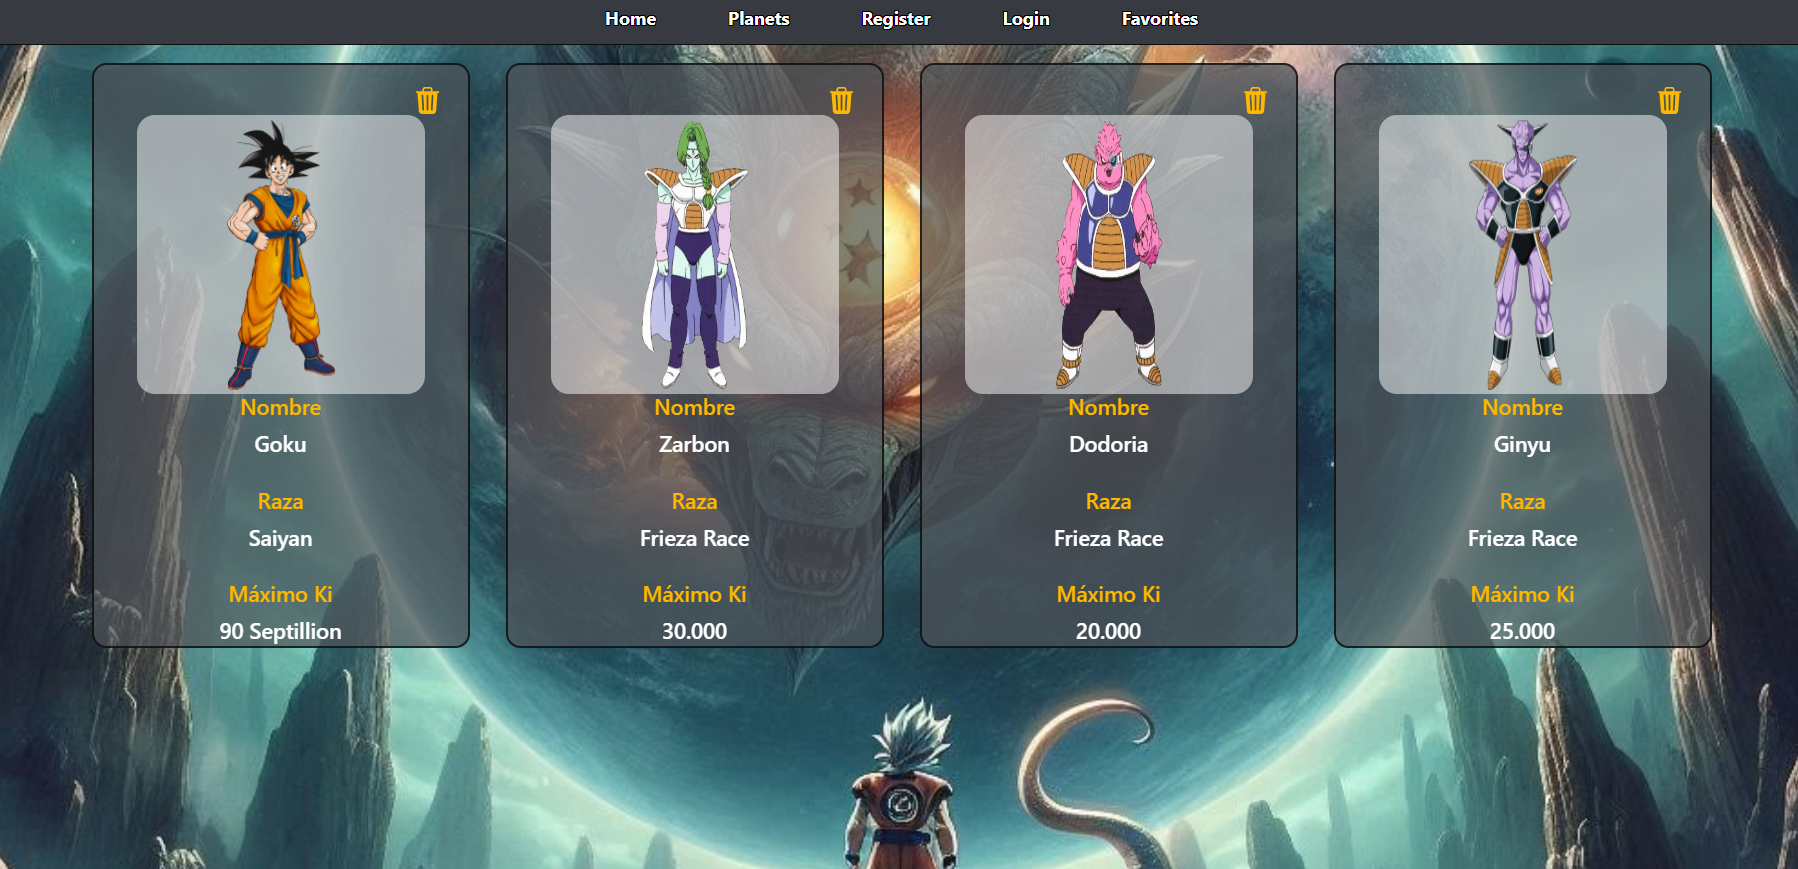 Home Planets Register Login Favorites
Nombre
Goku
Raza
Saiyan
Máximo Ki
90 Septillion
Nombre
Zarbon
Raza
Frieza Race
Máximo Ki
30.000
Nombre
Dodoria
Raza
Frieza Race
Máximo Ki
20.000
Nombre
Ginyu
Raza
Frieza Race
Máximo Ki
25.000